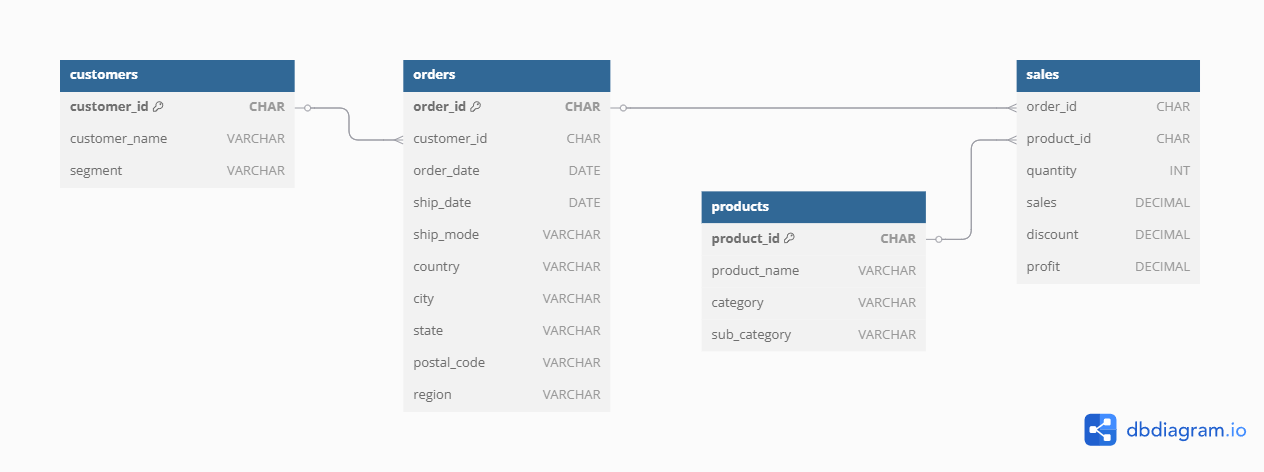 customers
customer_id CHAR
customer_name VARCHAR
segment VARCHAR
orders
order_id CHAR
customer_id CHAR
order_date DATE
ship_date DATE
ship_mode VARCHAR
country VARCHAR
city VARCHAR
state VARCHAR
postal_code VARCHAR
region VARCHAR
products
product_id CHAR
product_name VARCHAR
category VARCHAR
sub_category VARCHAR
sales
order_id CHAR
product_id CHAR
quantity INT
sales DECIMAL
discount DECIMAL
profit DECIMAL
dbdiagram.io